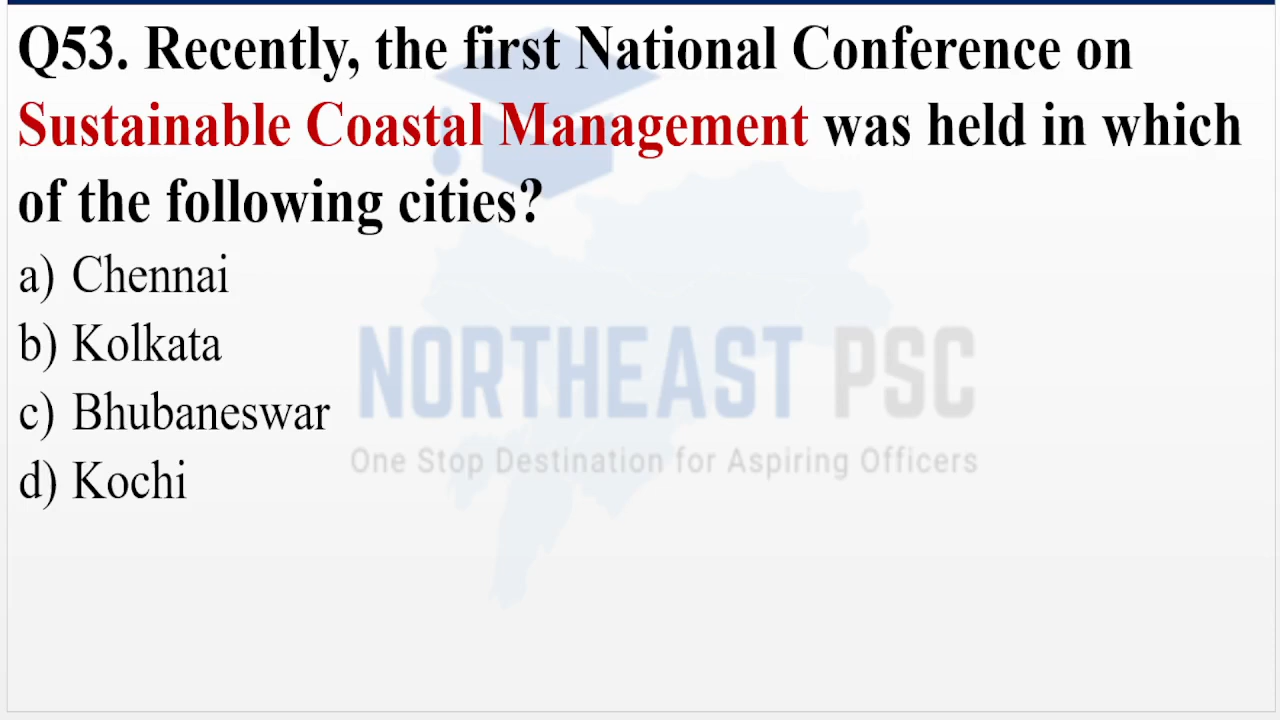 Q53. Recently, the first National Conference on
Sustainable Coastal Management was held in which
of the following cities?
a) Chennai
b) Kolkata
c) Bhubaneswar
d) Kochi
NORTHEAST PSC
One Stop Destination for Aspiring Officers